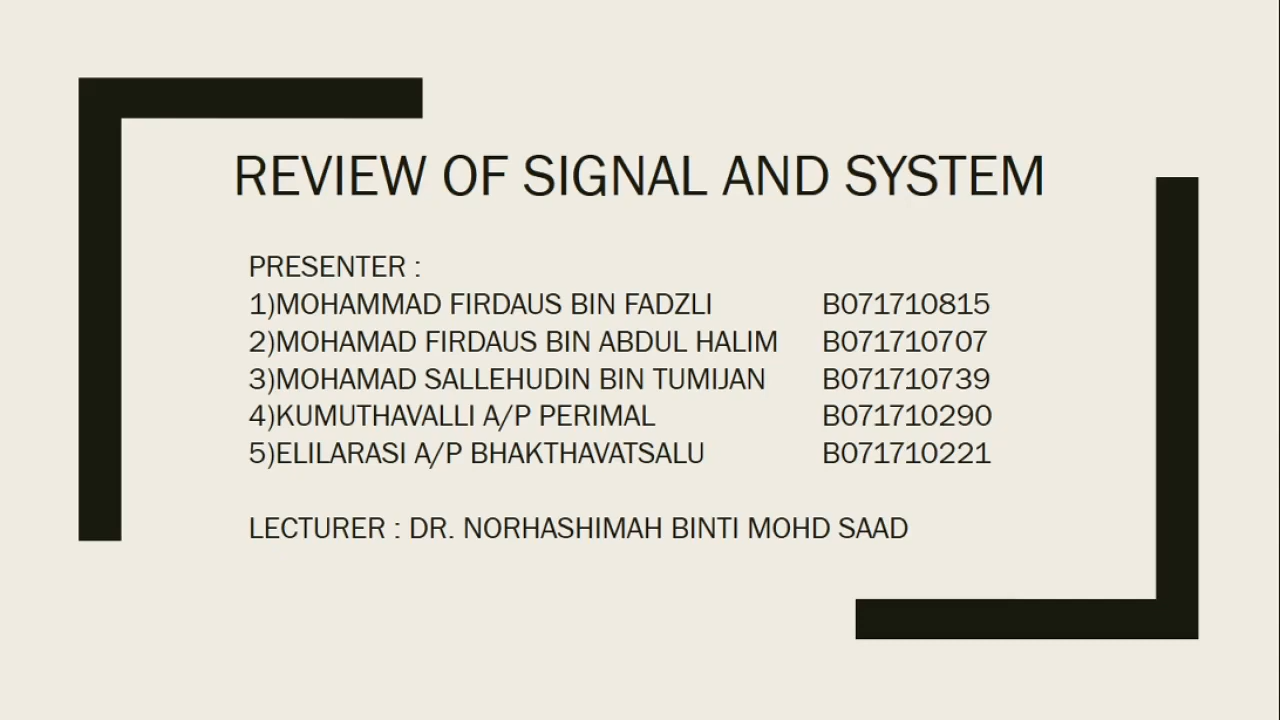 REVIEW OF SIGNAL AND SYSTEM
PRESENTER :
1)MOHAMMAD FIRDAUS BIN FADZLI B071710815
2)MOHAMAD FIRDAUS BIN ABDUL HALIM B071710707
3)MOHAMAD SALLEHUDIN BIN TUMIJAN B071710739
4)KUMUTHAVALLI A/P PERIMAL B071710290
5)ELILARASI A/P BHAKTHAVATSALU B071710221
LECTURER : DR. NORHASHIMAH BINTI MOHD SAAD